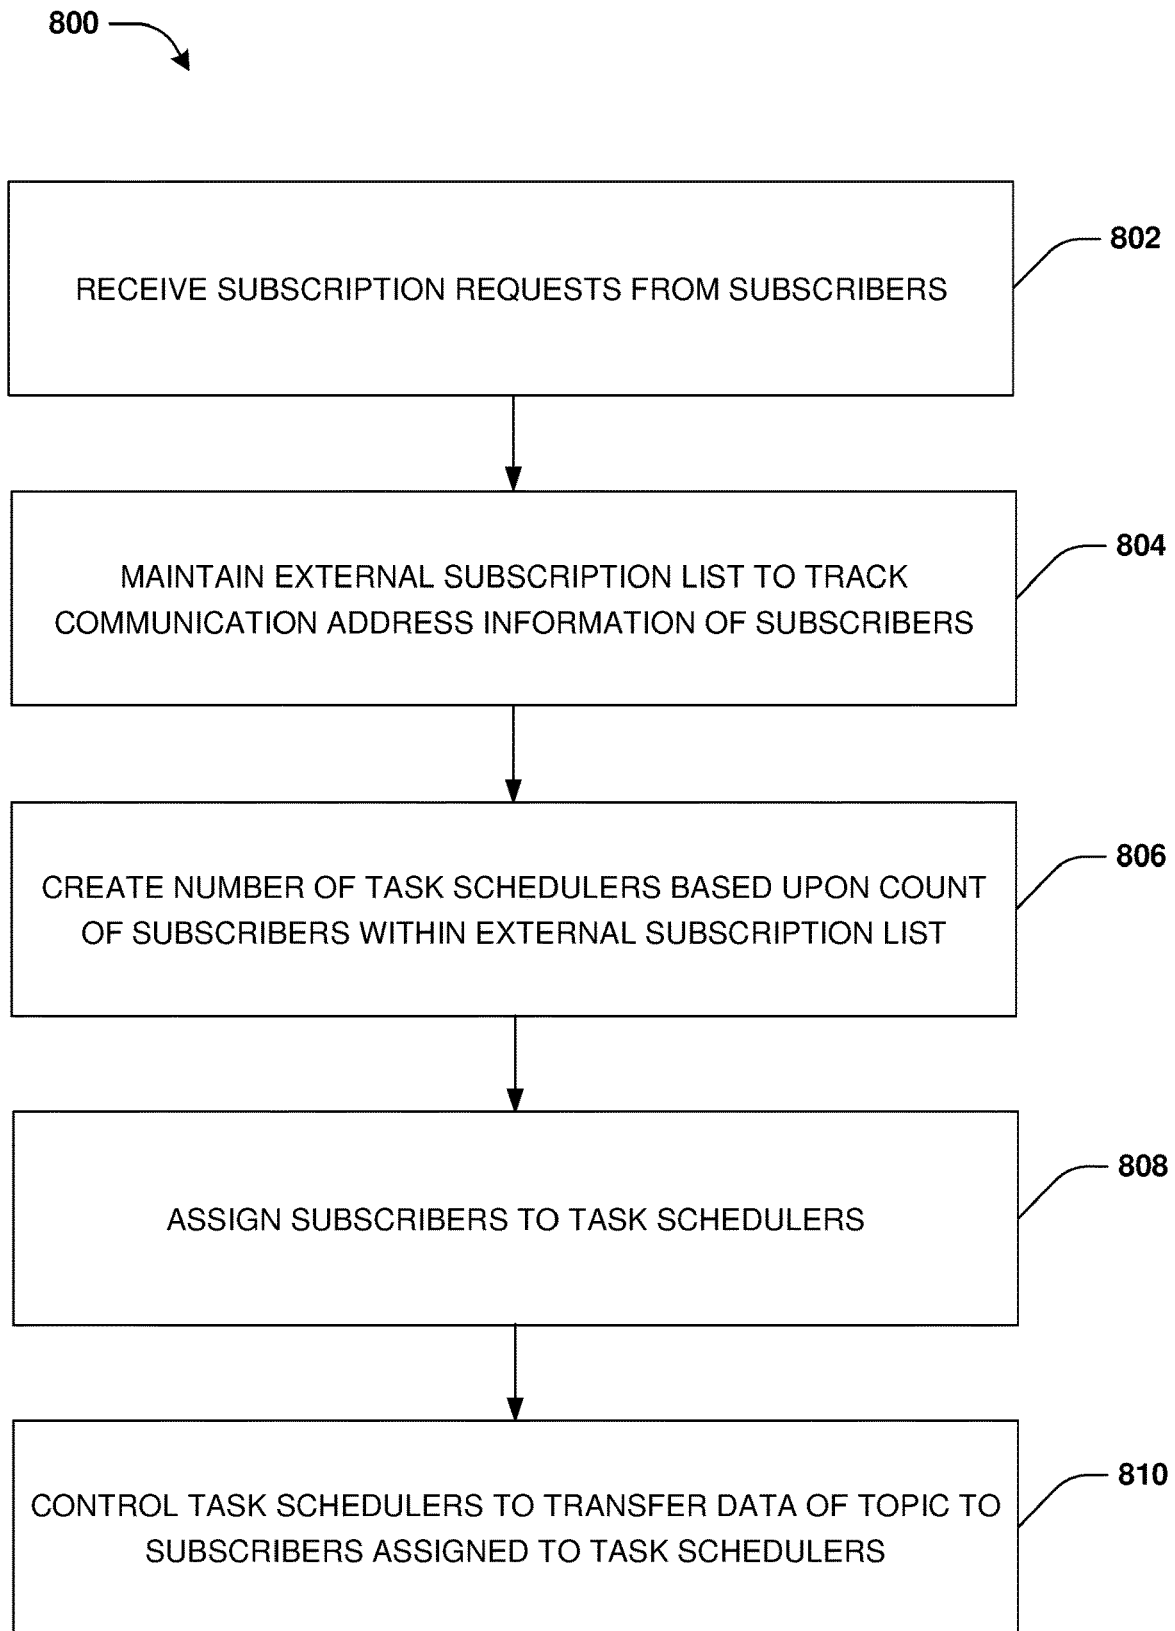 800
802
RECEIVE SUBSCRIPTION REQUESTS FROM SUBSCRIBERS
804
MAINTAIN EXTERNAL SUBSCRIPTION LIST TO TRACK
COMMUNICATION ADDRESS INFORMATION OF SUBSCRIBERS
806
CREATE NUMBER OF TASK SCHEDULERS BASED UPON COUNT
OF SUBSCRIBERS WITHIN EXTERNAL SUBSCRIPTION LIST
808
ASSIGN SUBSCRIBERS TO TASK SCHEDULERS
810
CONTROL TASK SCHEDULERS TO TRANSFER DATA OF TOPIC TO
SUBSCRIBERS ASSIGNED TO TASK SCHEDULERS